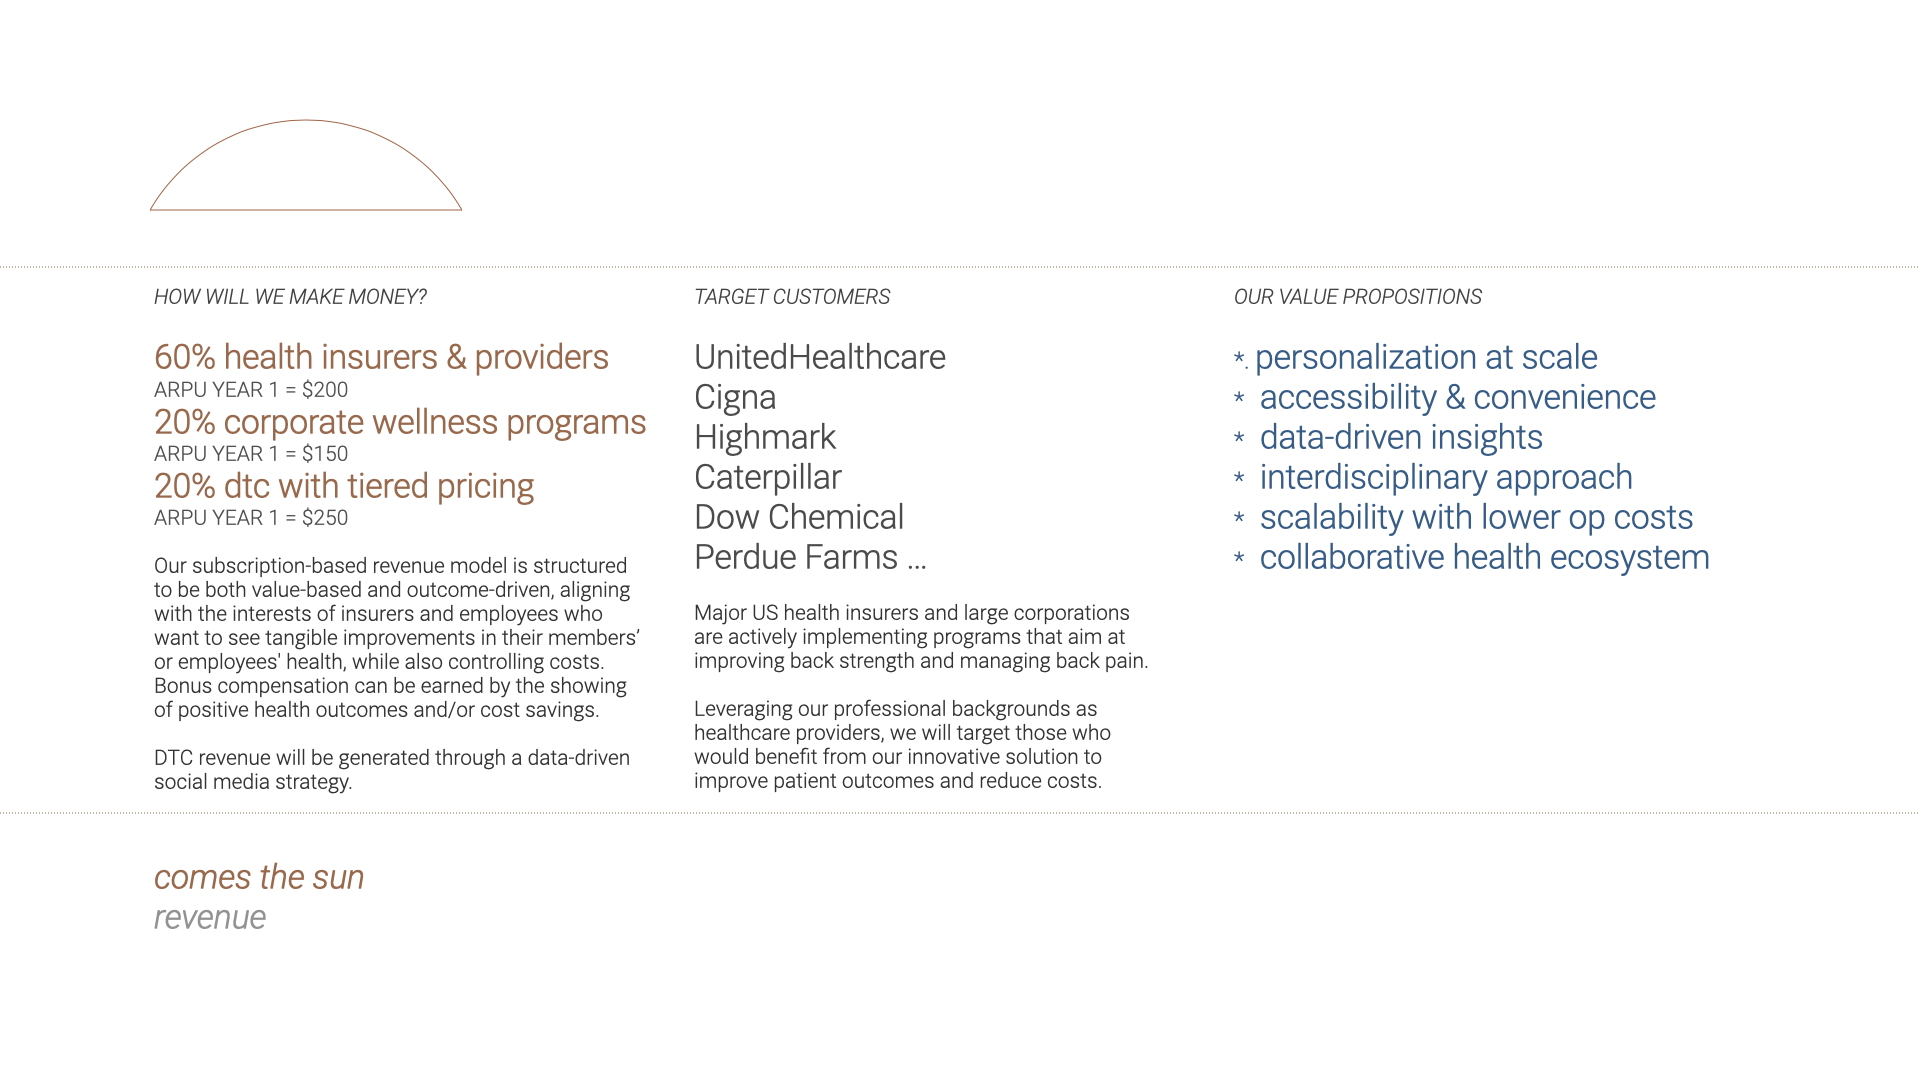 HOW WILL WE MAKE MONEY?
60% health insurers & providers
ARPU YEAR 1 = $200
20% corporate wellness programs
ARPU YEAR 1 = $150
20% dtc with tiered pricing
ARPU YEAR 1 = $250
Our subscription-based revenue model is structured
to be both value-based and outcome-driven, aligning
with the interests of insurers and employees who
want to see tangible improvements in their members’
or employees' health, while also controlling costs.
Bonus compensation can be earned by the showing
of positive health outcomes and/or cost savings.
DTC revenue will be generated through a data-driven
social media strategy.
TARGET CUSTOMERS
UnitedHealthcare
Cigna
Highmark
Caterpillar
Dow Chemical
Perdue Farms ...
Major US health insurers and large corporations
are actively implementing programs that aim at
improving back strength and managing back pain.
Leveraging our professional backgrounds as
healthcare providers, we will target those who
would benefit from our innovative solution to
improve patient outcomes and reduce costs.
OUR VALUE PROPOSITIONS
*. personalization at scale
* accessibility & convenience
* data-driven insights
* interdisciplinary approach
* scalability with lower op costs
* collaborative health ecosystem
comes the sun
revenue